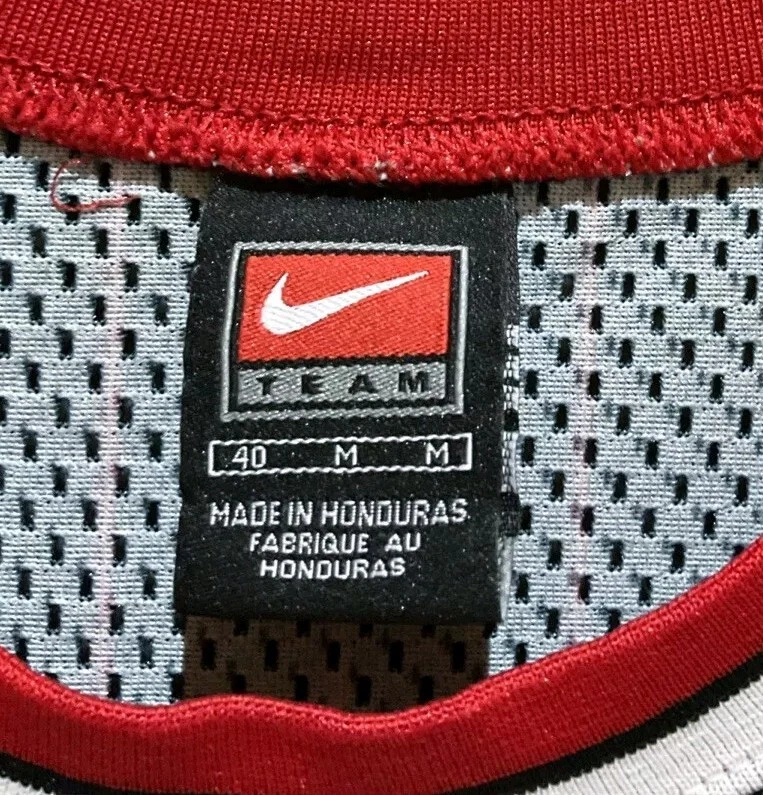 TEAM
40 M M
MADE IN HONDURAS
FABRIQUE AU
HONDURAS